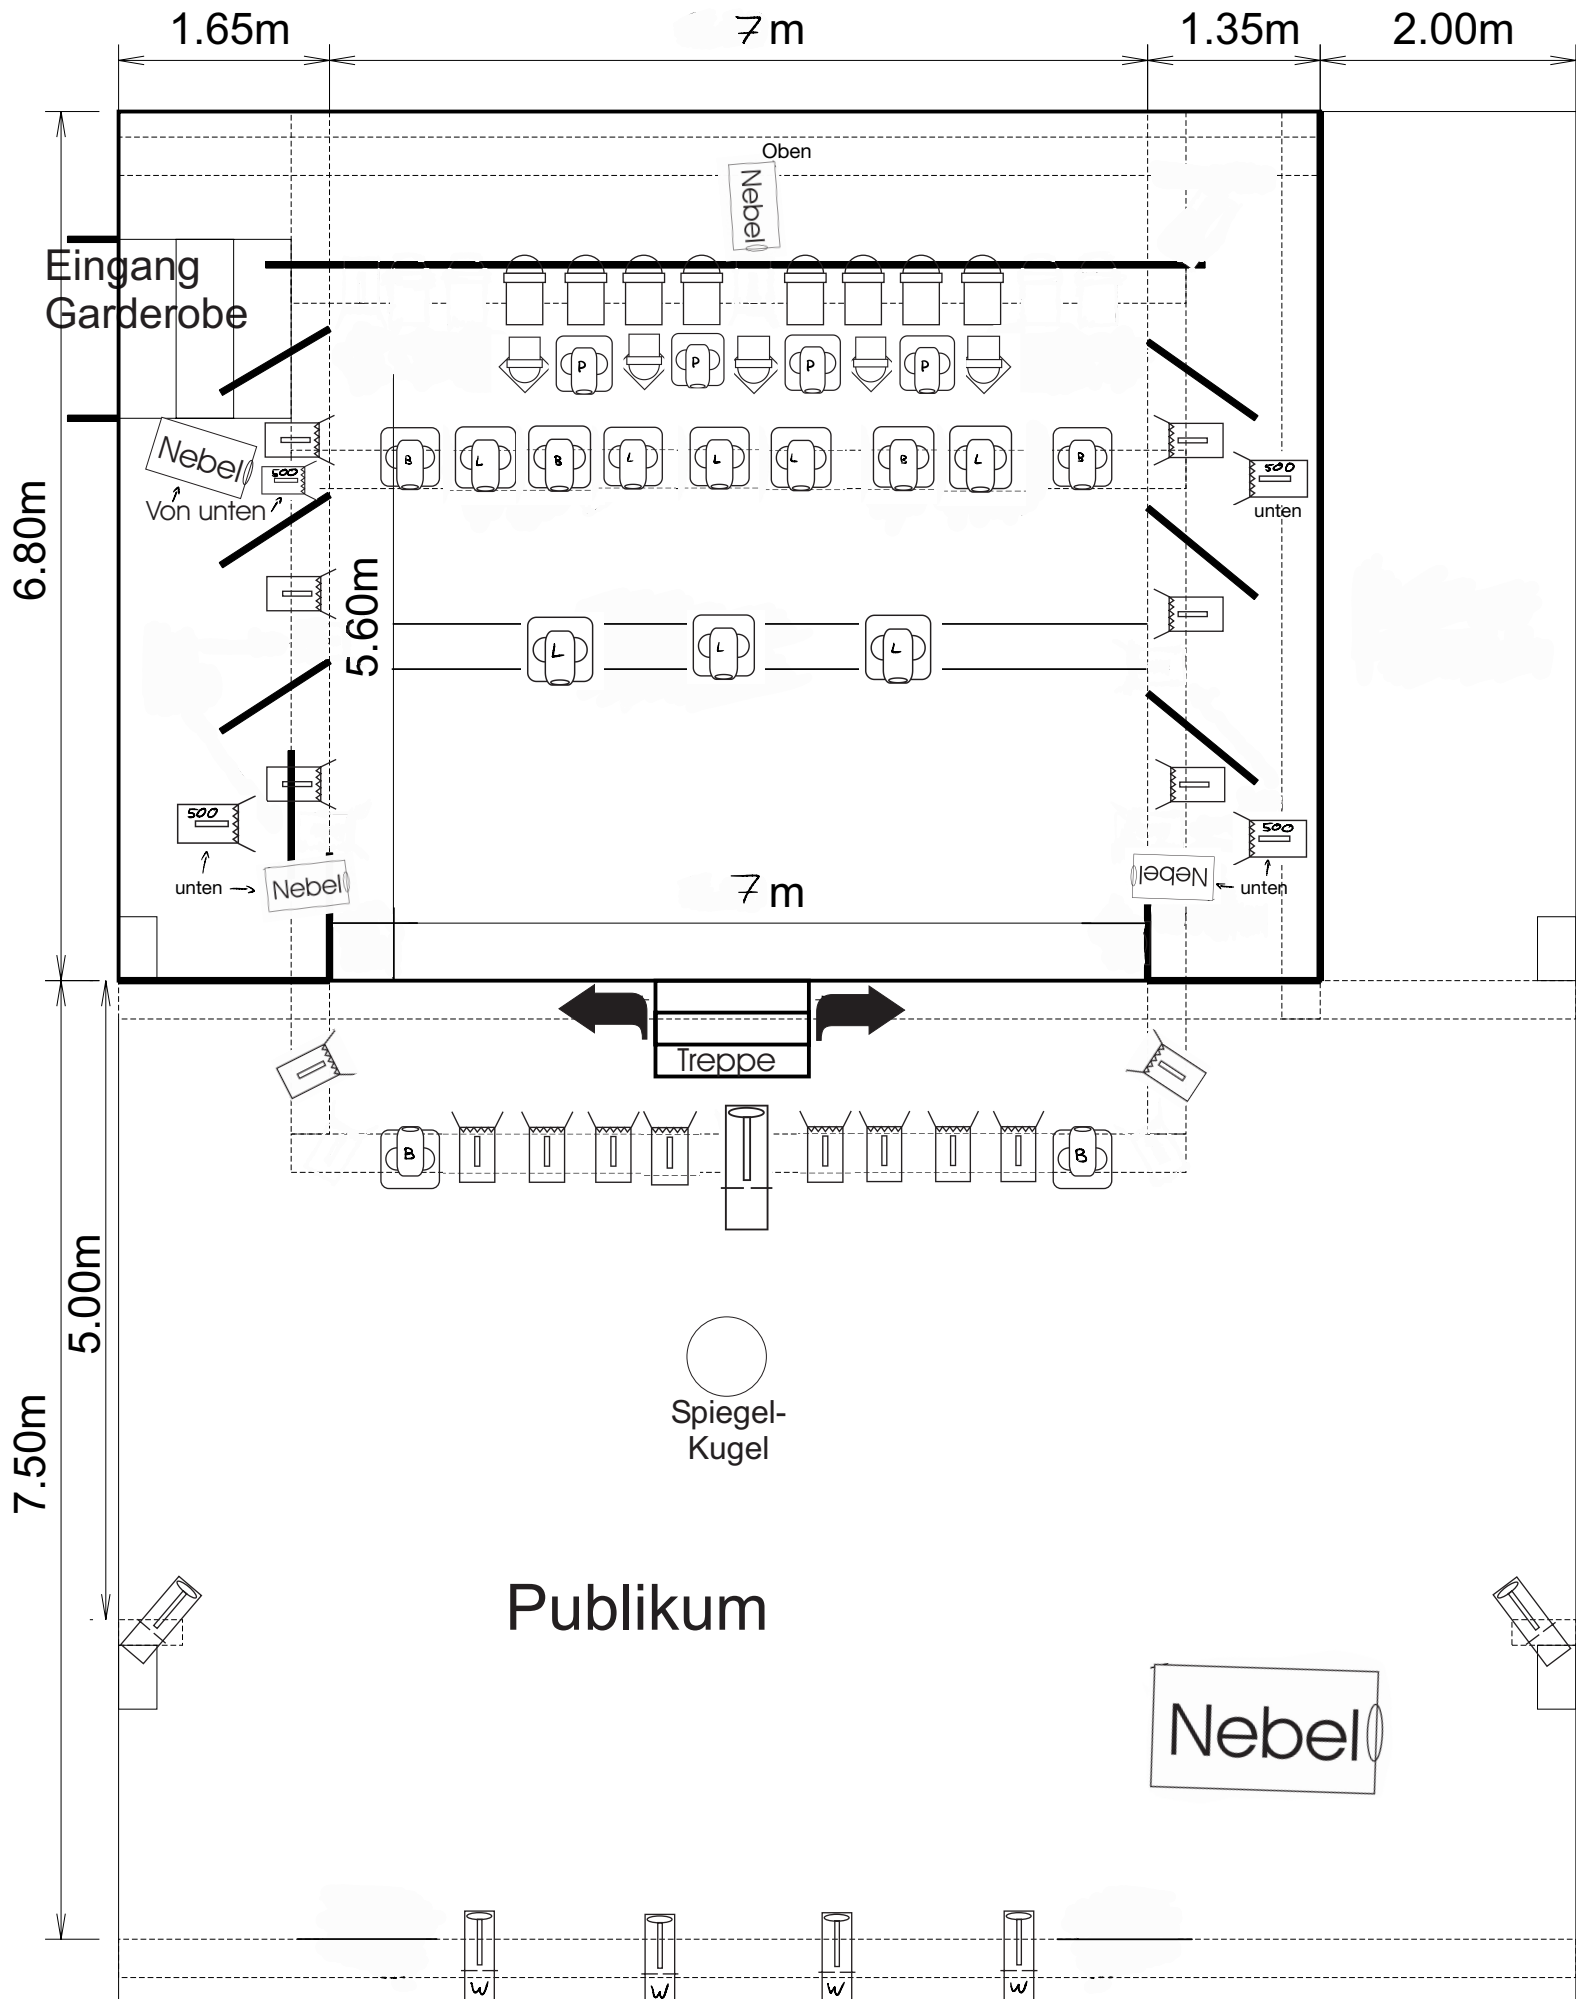 1.65m
7 m
1.35m
2.00m
Oben
Nebel
Eingang
Garderobe
P
P
P
P
Nebel
500
Von unten
B
L
B
L
L
L
B
L
B
500
unten
6.80m
5.60m
L
L
L
500
unten
Nebel
7 m
500
Nebel
unten
Treppe
B
B
5.00m
Spiegel-
Kugel
7.50m
Publikum
Nebel
W
W
W
W